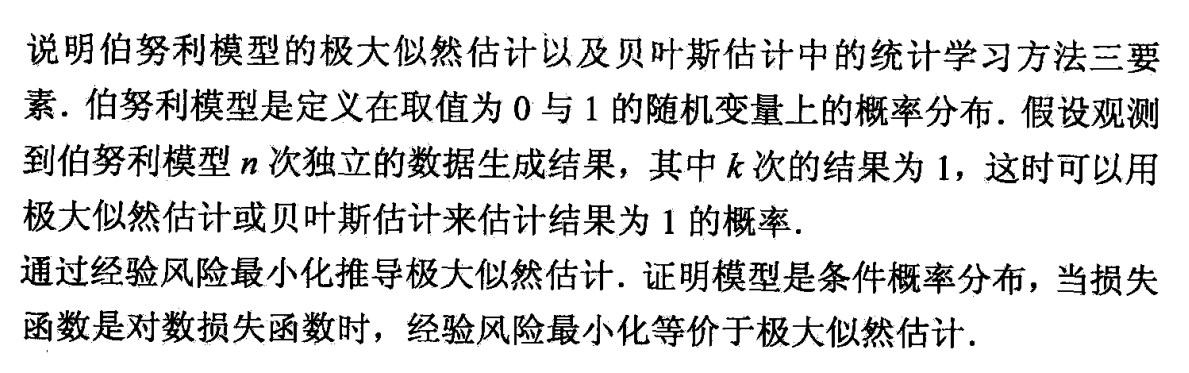 说明伯努利模型的极大似然估计以及贝叶斯估计中的统计学习方法三要
素．伯努利模型是定义在取值为 0 与 1 的随机变量上的概率分布．假设观测
到伯努利模型 n 次独立的数据生成结果，其中 k 次的结果为 1，这时可以用
极大似然估计或贝叶斯估计来估计结果为 1 的概率．
通过经验风险最小化推导极大似然估计．证明模型是条件概率分布，当损失
函数是对数损失函数时，经验风险最小化等价于极大似然估计．